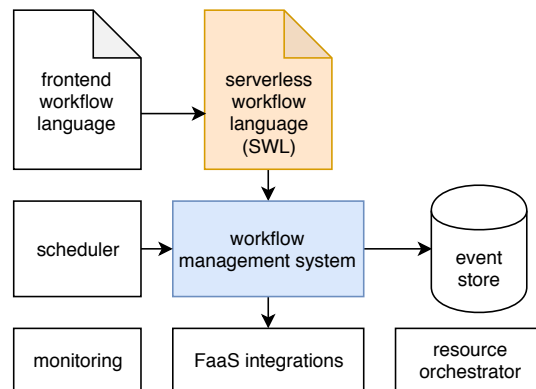 frontend
workflow
language
serverless
workflow
language
(SWL)
scheduler
workflow
management system
event
store
monitoring
FaaS integrations
resource
orchestrator